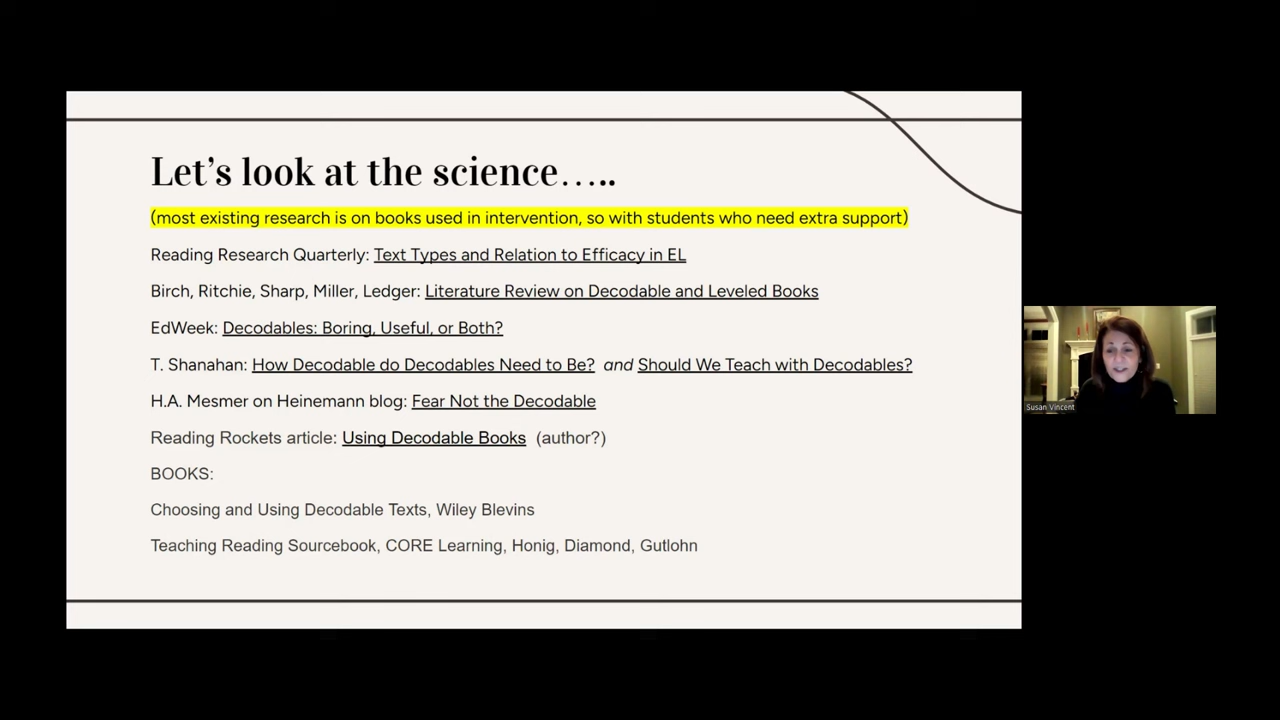 Let’s look at the science…..
(most existing research is on books used in intervention, so with students who need extra support)
Reading Research Quarterly: Text Types and Relation to Efficacy in EL
Birch, Ritchie, Sharp, Miller, Ledger: Literature Review on Decodable and Leveled Books
EdWeek: Decodables: Boring, Useful, or Both?
T. Shanahan: How Decodable do Decodables Need to Be? and Should We Teach with Decodables?
H.A. Mesmer on Heinemann blog: Fear Not the Decodable
Reading Rockets article: Using Decodable Books (author?)
BOOKS:
Choosing and Using Decodable Texts, Wiley Blevins
Teaching Reading Sourcebook, CORE Learning, Honig, Diamond, Gutlohn
Susan Vincent